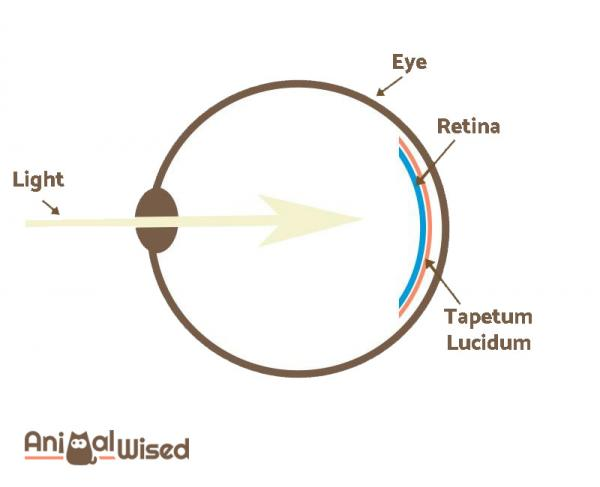 Eye
Retina
Light
Tapetum
Lucidum
AnimalWised